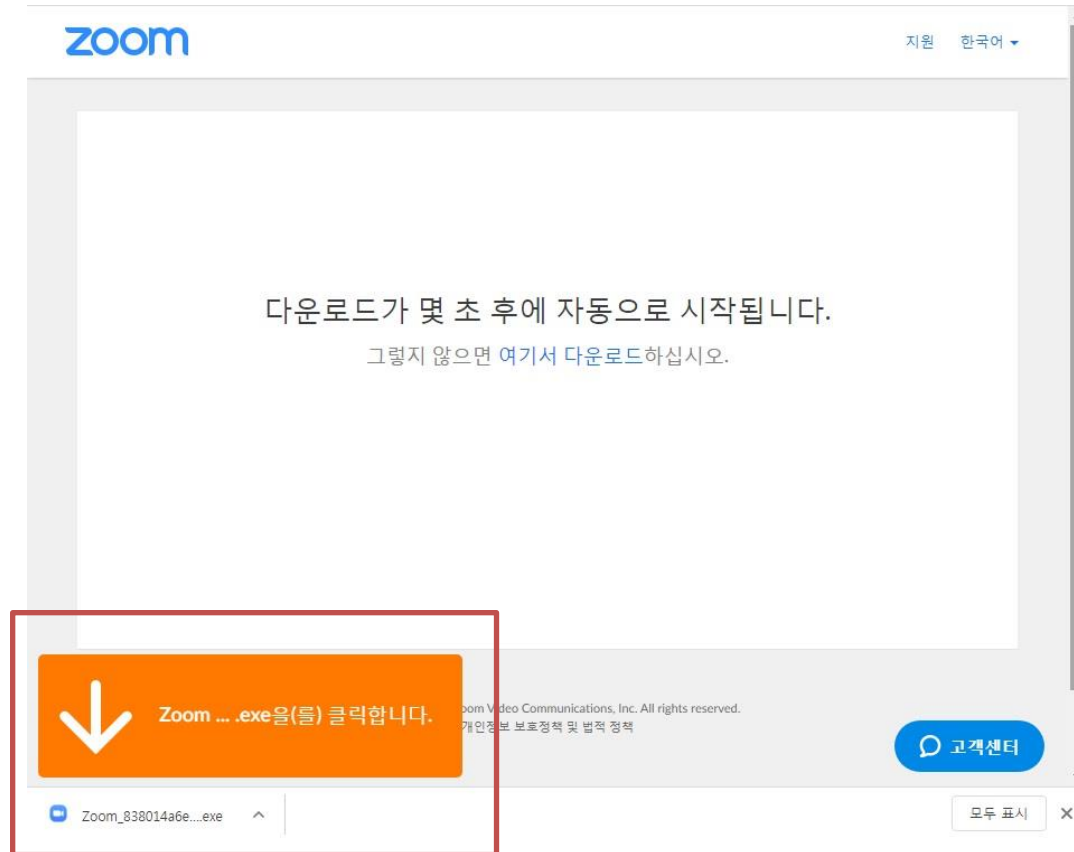 zoom
지원 한국어
다운로드가 몇 초 후에 자동으로 시작됩니다.
그렇지 않으면 여기서 다운로드하십시오.
Zoom ... .exe을(를) 클릭합니다.
Video Communications, Inc. All rights reserved.
개인정보 보호정책 및 법적 정책
고객센터
Zoom_838014a6e....exe
모두 표시